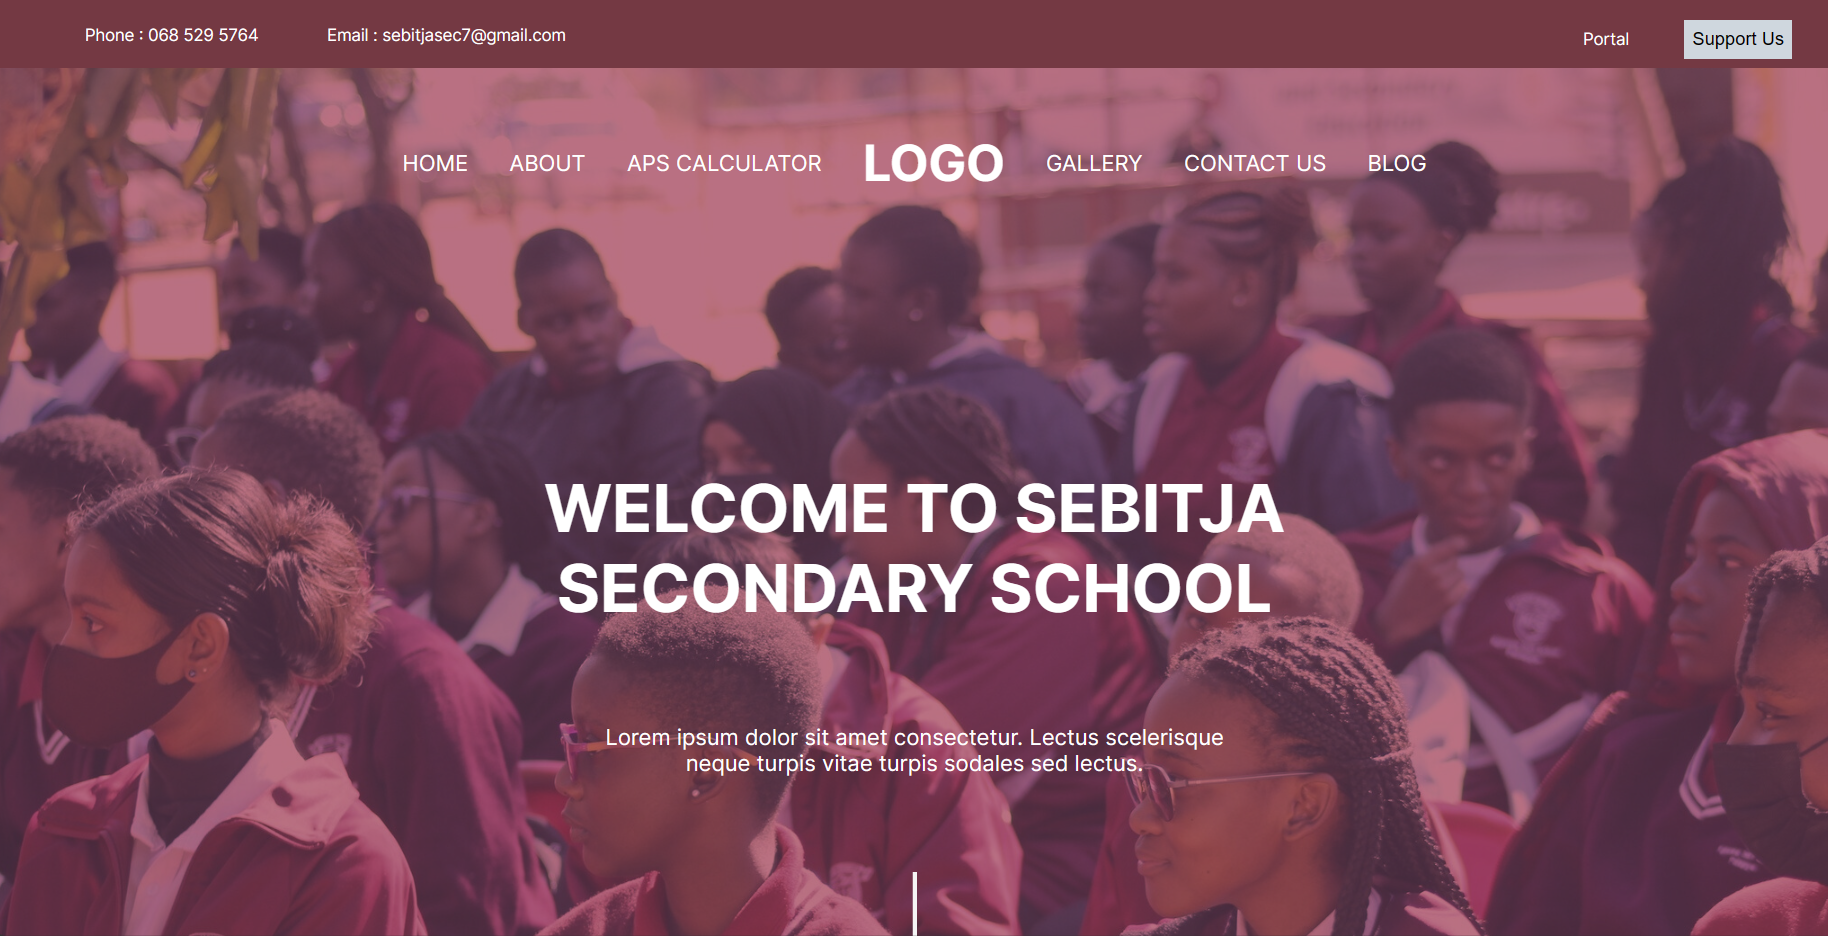 Phone : 068 529 5764
Email : sebitjasec7@gmail.com
Portal
Support Us
HOME
ABOUT
APS CALCULATOR
LOGO
GALLERY
CONTACT US
BLOG
WELCOME TO SEBITJA
SECONDARY SCHOOL
Lorem ipsum dolor sit amet consectetur. Lectus scelerisque
neque turpis vitae turpis sodales sed lectus.